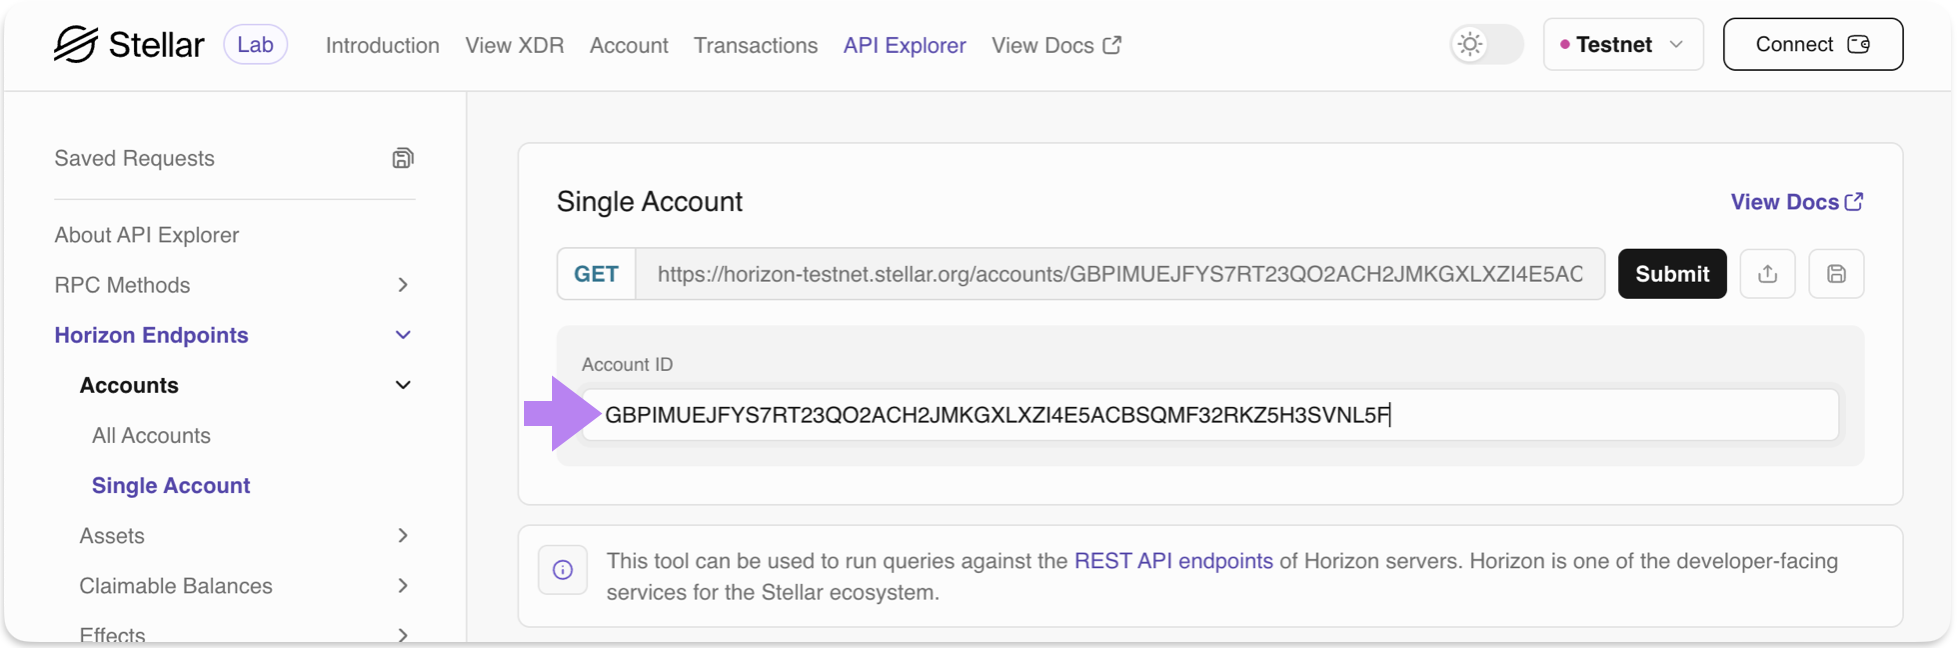 Stellar Lab Introduction View XDR Account Transactions API Explorer View Docs Testnet Connect
Saved Requests
About API Explorer
RPC Methods
Horizon Endpoints
Accounts
All Accounts
Single Account
Assets
Claimable Balances
Effects
Single Account View Docs
GET https://horizon-testnet.stellar.org/accounts/GBPIMUEJFYS7RT23QO2ACH2JMKGXLXZI4E5AC Submit
Account ID
GBPIMUEJFYS7RT23QO2ACH2JMKGXLXZI4E5ACBSQMF32RKZ5H3SVNL5F
This tool can be used to run queries against the REST API endpoints of Horizon servers. Horizon is one of the developer-facing
services for the Stellar ecosystem.